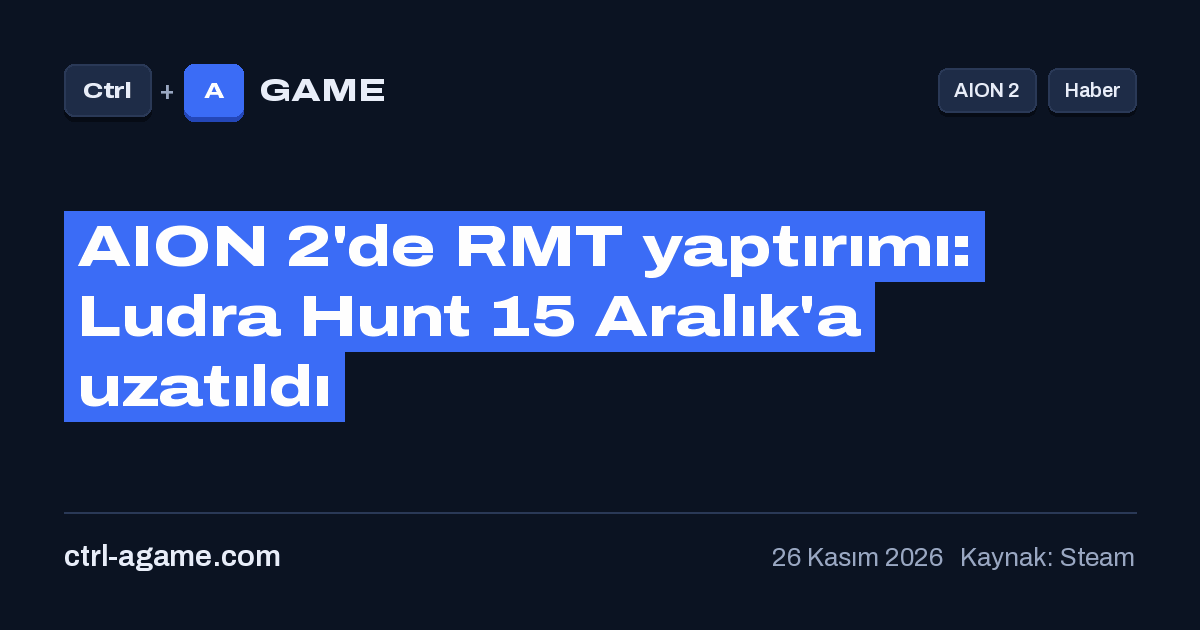 Ctrl + A GAME
AION 2 Haber
AION 2'de RMT yaptırımı:
Ludra Hunt 15 Aralık'a
uzatıldı
ctrl-agame.com
26 Kasım 2026 Kaynak: Steam